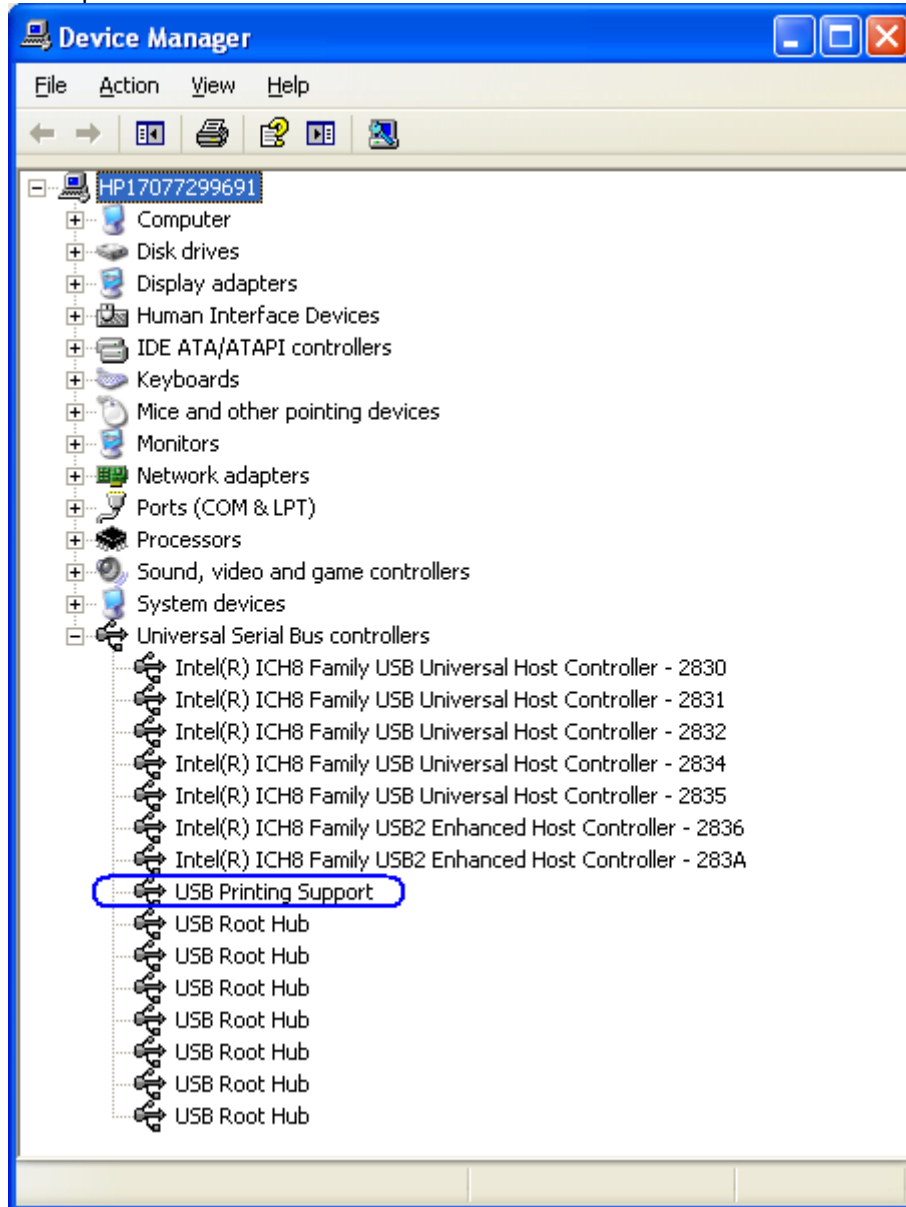 Device Manager
File Action View Help
HP17077299691
Computer
Disk drives
Display adapters
Human Interface Devices
IDE ATA/ATAPI controllers
Keyboards
Mice and other pointing devices
Monitors
Network adapters
Ports (COM & LPT)
Processors
Sound, video and game controllers
System devices
Universal Serial Bus controllers
Intel(R) ICH8 Family USB Universal Host Controller - 2830
Intel(R) ICH8 Family USB Universal Host Controller - 2831
Intel(R) ICH8 Family USB Universal Host Controller - 2832
Intel(R) ICH8 Family USB Universal Host Controller - 2834
Intel(R) ICH8 Family USB Universal Host Controller - 2835
Intel(R) ICH8 Family USB2 Enhanced Host Controller - 2836
Intel(R) ICH8 Family USB2 Enhanced Host Controller - 283A
USB Printing Support
USB Root Hub
USB Root Hub
USB Root Hub
USB Root Hub
USB Root Hub
USB Root Hub
USB Root Hub